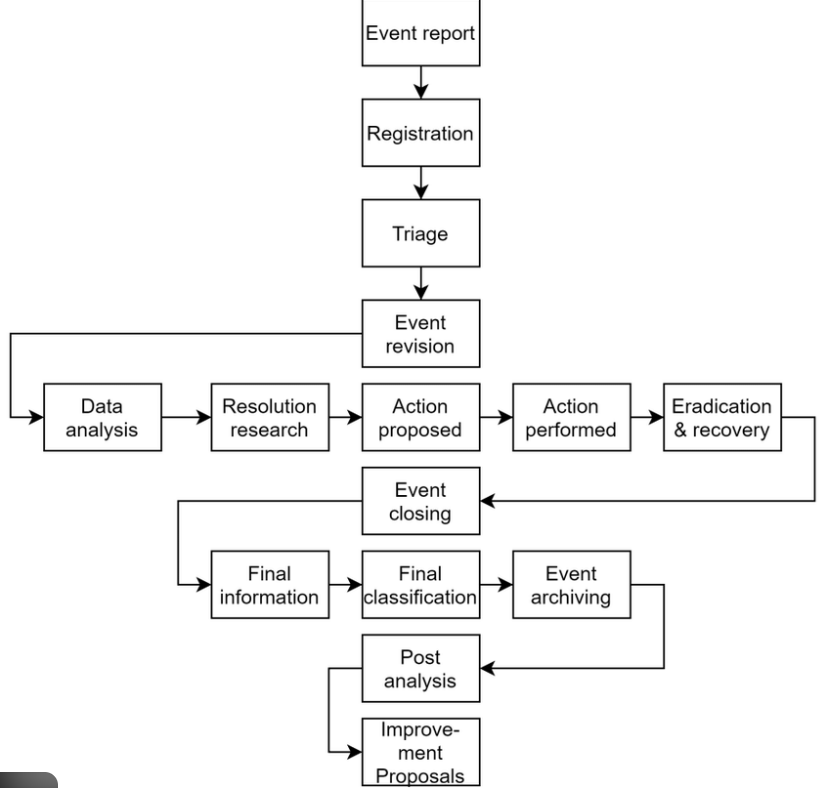 Event report
Registration
Triage
Event
revision
Data
analysis
Resolution
research
Action
proposed
Action
performed
Eradication
& recovery
Event
closing
Final
information
Final
classification
Event
archiving
Post
analysis
Improve-
ment
Proposals